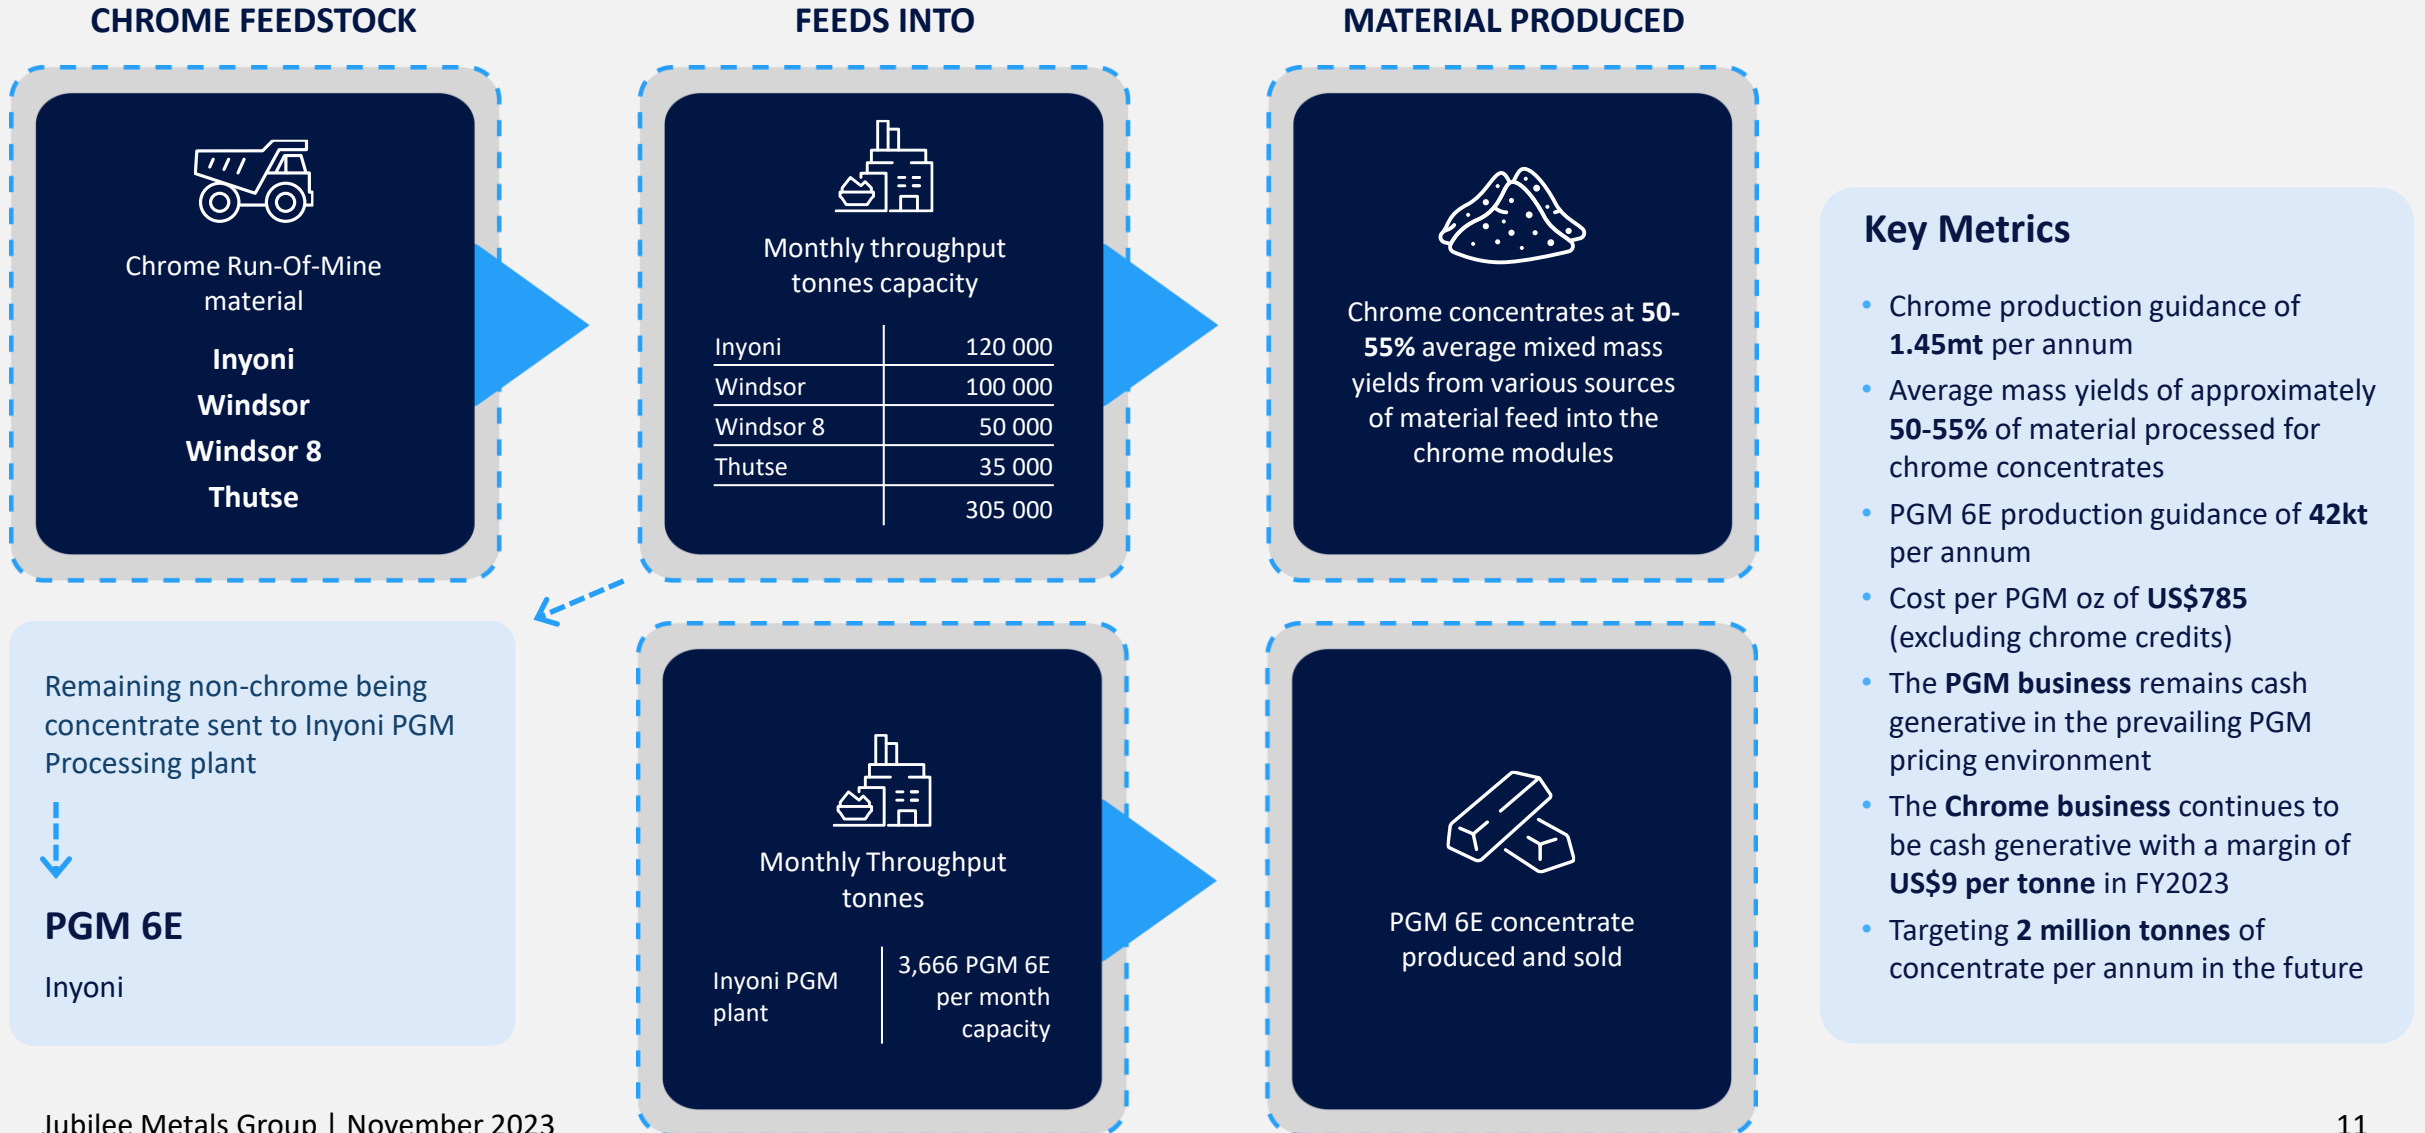 CHROME FEEDSTOCK
FEEDS INTO
MATERIAL PRODUCED
Chrome Run-Of-Mine
material
Inyoni
Windsor
Windsor 8
Thutse
Monthly throughput
tonnes capacity
Inyoni 120 000
Windsor 100 000
Windsor 8 50 000
Thutse 35 000
305 000
Chrome concentrates at 50-
55% average mixed mass
yields from various sources
of material feed into the
chrome modules
Remaining non-chrome being
concentrate sent to Inyoni PGM
Processing plant
PGM 6E
Inyoni
Monthly Throughput
tonnes
Inyoni PGM
plant
3,666 PGM 6E
per month
capacity
PGM 6E concentrate
produced and sold
Key Metrics
• Chrome production guidance of
1.45mt per annum
• Average mass yields of approximately
50-55% of material processed for
chrome concentrates
• PGM 6E production guidance of 42kt
per annum
• Cost per PGM oz of US$785
(excluding chrome credits)
• The PGM business remains cash
generative in the prevailing PGM
pricing environment
• The Chrome business continues to
be cash generative with a margin of
US$9 per tonne in FY2023
• Targeting 2 million tonnes of
concentrate per annum in the future
Jubilee Metals Group | November 2023
11